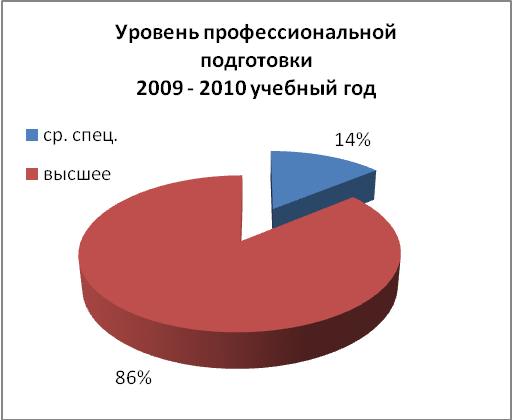 Уровень профессиональной
подготовки
2009 - 2010 учебный год
ср. спец.
высшее
14%
86%